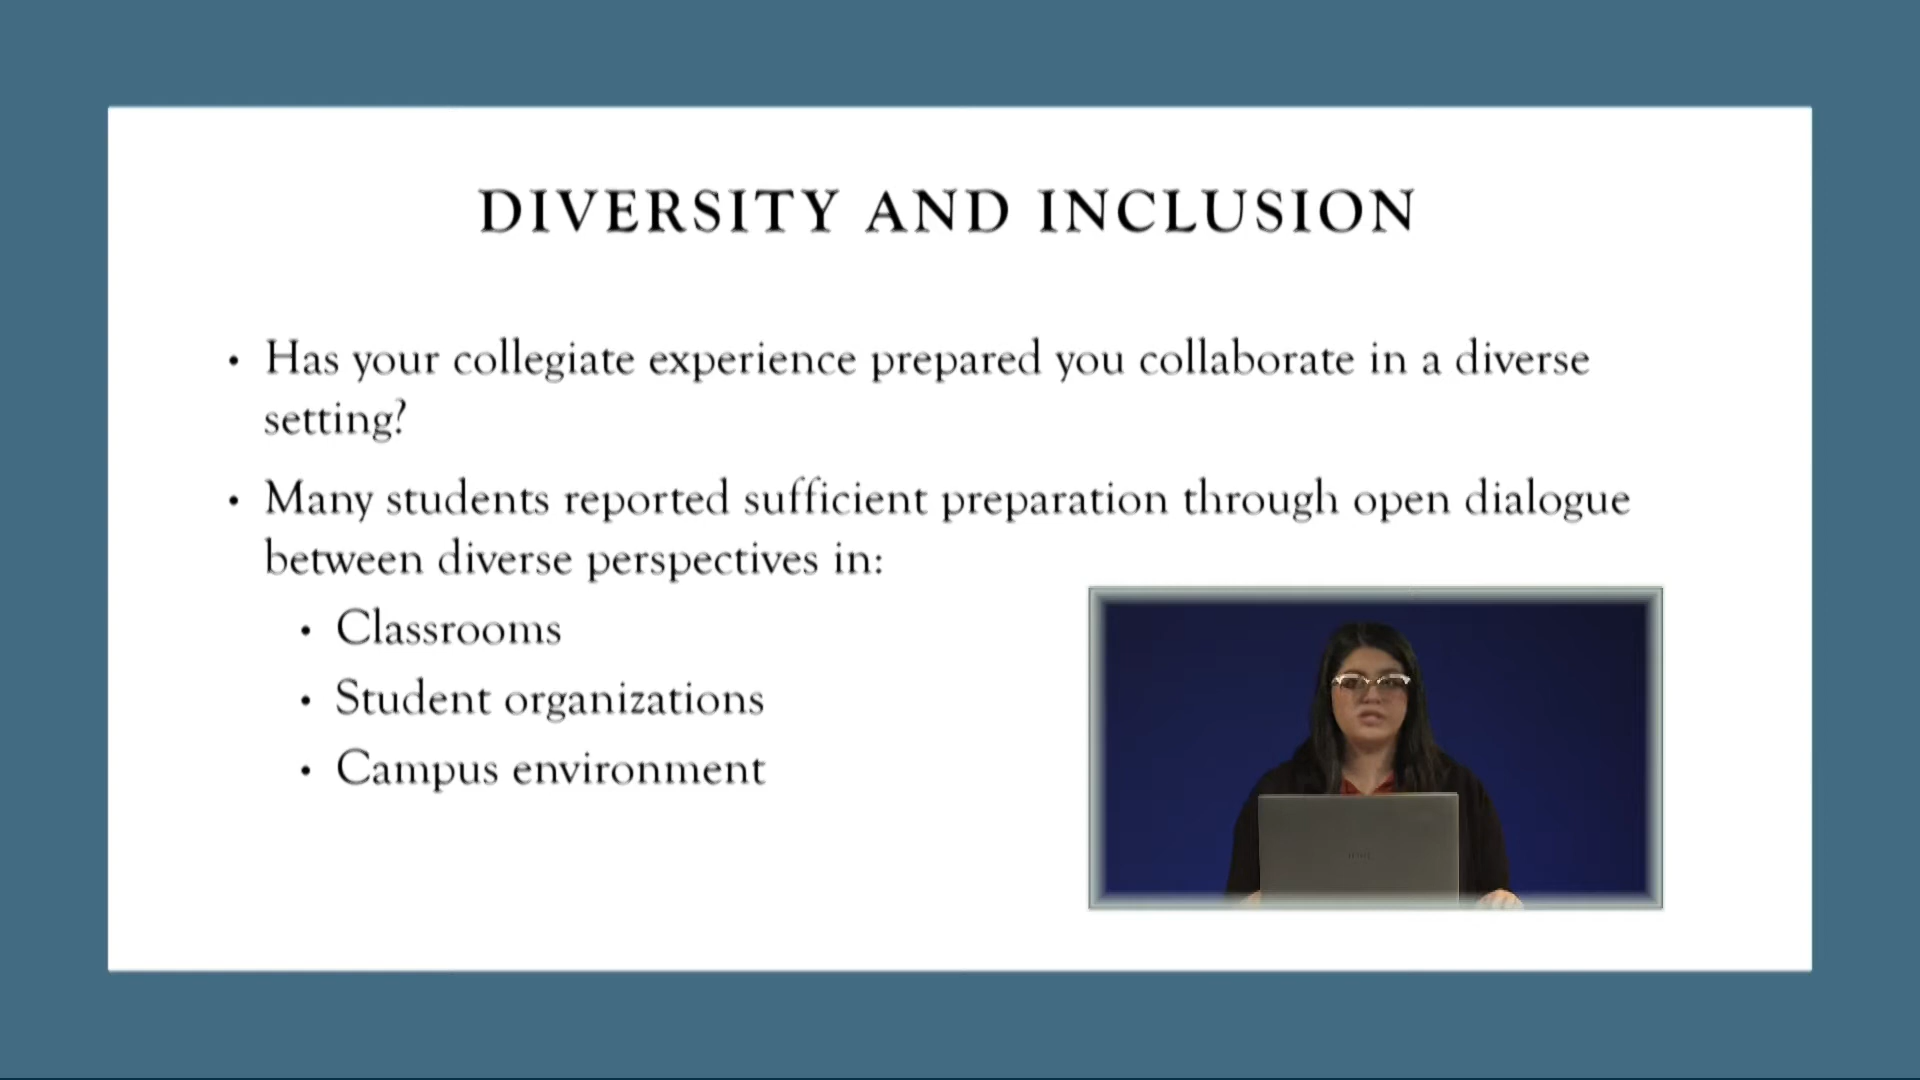 DIVERSITY AND INCLUSION
• Has your collegiate experience prepared you collaborate in a diverse
setting?
• Many students reported sufficient preparation through open dialogue
between diverse perspectives in:
• Classrooms
• Student organizations
• Campus environment